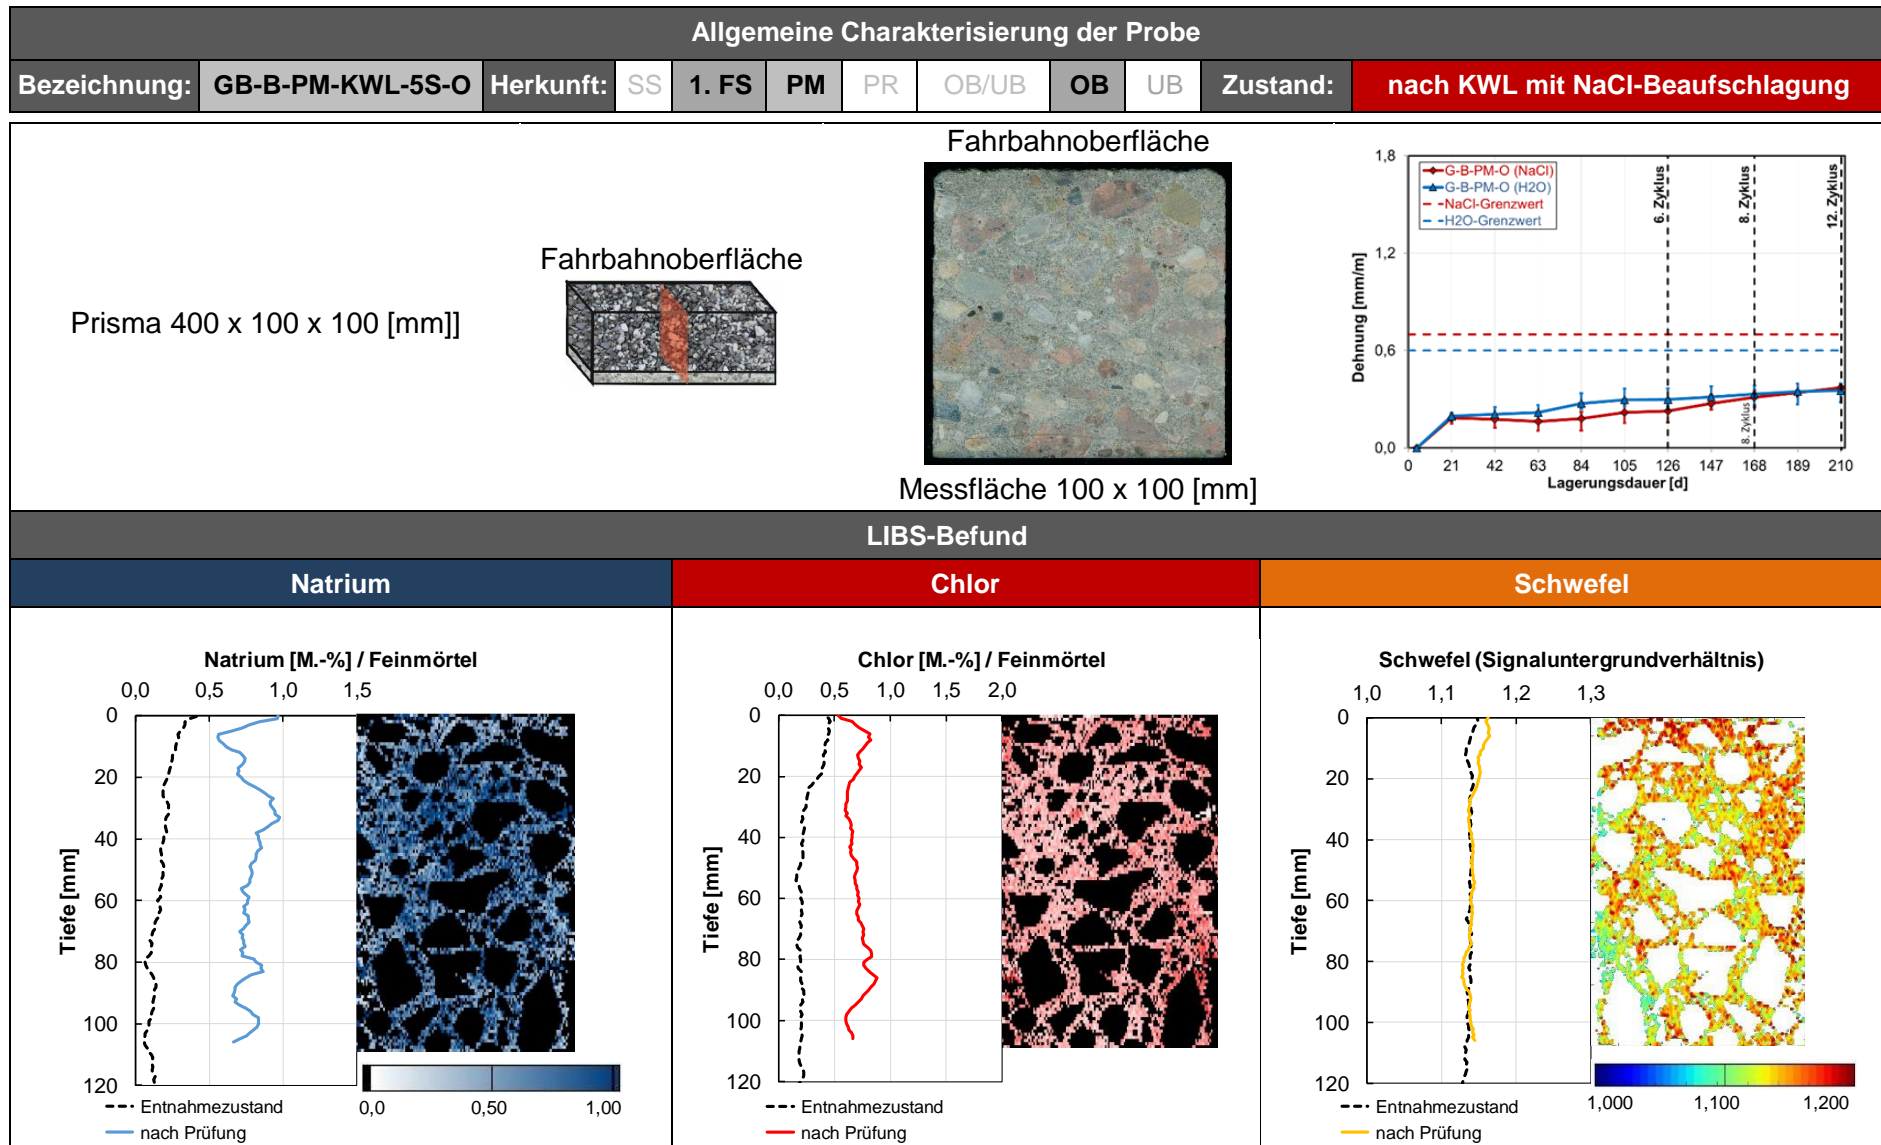 Allgemeine Charakterisierung der Probe
Bezeichnung: GB-B-PM-KWL-5S-O Herkunft: SS 1. FS PM PR OB/UB OB UB Zustand: nach KWL mit NaCl-Beaufschlagung
Prisma 400 x 100 x 100 [mm]]
Fahrbahnoberfläche
Fahrbahnoberfläche
Messfläche 100 x 100 [mm]
Dehnung [mm/m]
1,8
1,2
0,6
0,0
G-B-PM-O (NaCl)
G-B-PM-O (H2O)
NaCl-Grenzwert
H2O-Grenzwert
6. Zyklus
8. Zyklus
12. Zyklus
8. Zyklus
0 21 42 63 84 105 126 147 168 189 210
Lagerungsdauer [d]
LIBS-Befund
Natrium Chlor Schwefel
Natrium [M.-%] / Feinmörtel
0,0 0,5 1,0 1,5
Tiefe [mm]
0
20
40
60
80
100
120
Entnahmezustand
nach Prüfung
0,0 0,50 1,00
Chlor [M.-%] / Feinmörtel
0,0 0,5 1,0 1,5 2,0
Tiefe [mm]
0
20
40
60
80
100
120
Entnahmezustand
nach Prüfung
Schwefel (Signaluntergrundverhältnis)
1,0 1,1 1,2 1,3
Tiefe [mm]
0
20
40
60
80
100
120
Entnahmezustand
nach Prüfung
1,000 1,100 1,200